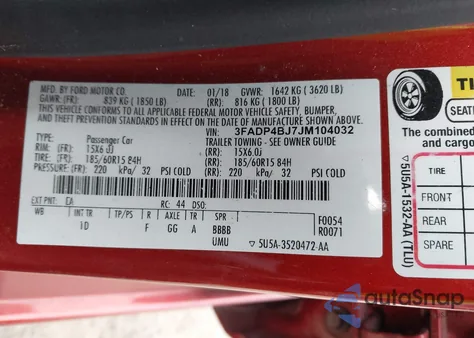 MFD. BY FORD MOTOR CO. 01/18 GVWR: 1642 KG ( 3620 LB)
GAWR: (FR): 839 KG ( 1850 LB) (RR): 816 KG ( 1800 LB)
THIS VEHICLE CONFORMS TO ALL APPLICABLE FEDERAL MOTOR VEHICLE SAFETY, BUMPER,
AND THEFT PREVENTION STANDARDS IN EFFECT ON THE DATE OF MANUFACTURE SHOWN ABOVE.
VIN: 3FADP4BJ7JM104032
TYPE: Passenger Car TRAILER TOWING - SEE OWNER GUIDE
RIM: 15X6.0J (RR): 15X6.0J
TIRE: 185/60R15 84H (RR): 185/60R15 84H
PRESSURE: (FR): 220 kPa/ 32 PSI COLD (RR): 220 kPa/ 32 PSI COLD
EXT PNT: EA RC: 44 DSO: F0054
WB INT TR TP/PS R AXLE TR SPR R0071
1D F GG A BBBB
UMU ▽5U5A-3520472-AA
TI
SEATI
The combined
and cargo
TIRE
FRONT
REAR
SPARE
▽5U5A-1532-AA (TLU)
autoSnap